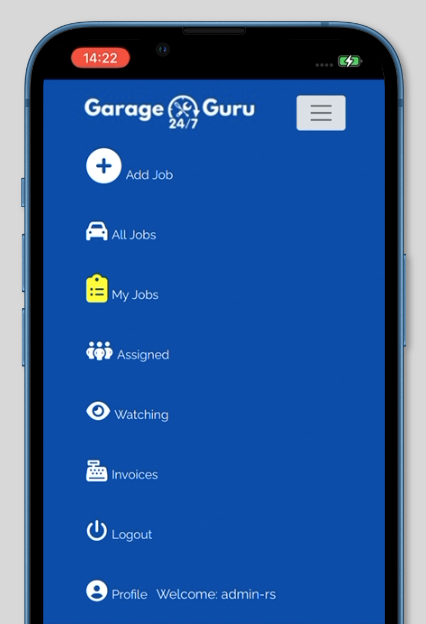 14:22
Garage Guru
24/7
Add Job
All Jobs
My Jobs
Assigned
Watching
Invoices
Logout
Profile Welcome: admin-rs